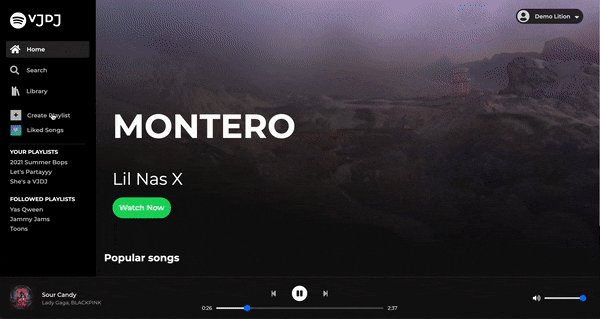 VJDJ
Demo Lition
Home
Search
Library
Create Playlist
Liked Songs
YOUR PLAYLISTS
2021 Summer Bops
Let's Partayyy
She's a VJDJ
FOLLOWED PLAYLISTS
Yas Qween
Jammy Jams
Toons
MONTERO
Lil Nas X
Watch Now
Popular songs
Sour Candy
Lady Gaga, BLACKPINK
0:26
2:37